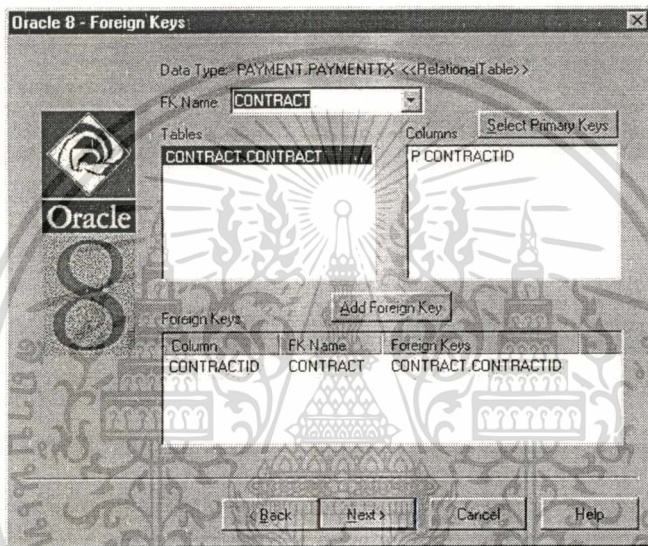 Oracle 8 - Foreign Keys
Data Type: PAYMENT.PAYMENTTX <<RelationalTable>>
FK Name CONTRACT
Select Primary Keys
Tables
Columns
CONTRACT.CONTRACT
P CONTRACTID
Oracle
8
Add Foreign Key
Foreign Keys
Column FK Name Foreign Keys
CONTRACTID CONTRACT CONTRACT.CONTRACTID
< Back Next > Cancel Help